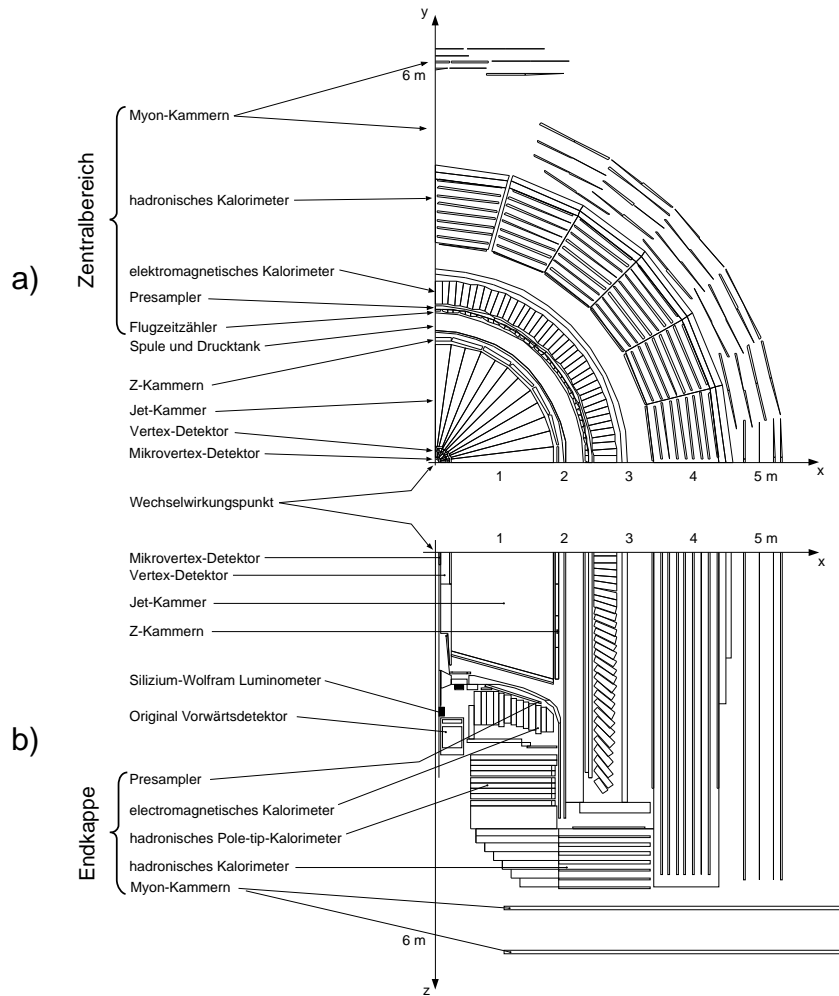 y
6 m
Myon-Kammern
hadronisches Kalorimeter
Zentralbereich
a)
elektromagnetisches Kalorimeter
Presampler
Flugzeitzähler
Spule und Drucktank
Z-Kammern
Jet-Kammer
Vertex-Detektor
Mikrovertex-Detektor
x
1 2 3 4 5 m
Wechselwirkungspunkt
1 2 3 4 5 m
x
Mikrovertex-Detektor
Vertex-Detektor
Jet-Kammer
Z-Kammern
Silizium-Wolfram Luminometer
Original Vorwärtsdetektor
b)
Endkappe
Presampler
electromagnetisches Kalorimeter
hadronisches Pole-tip-Kalorimeter
hadronisches Kalorimeter
Myon-Kammern
6 m
z